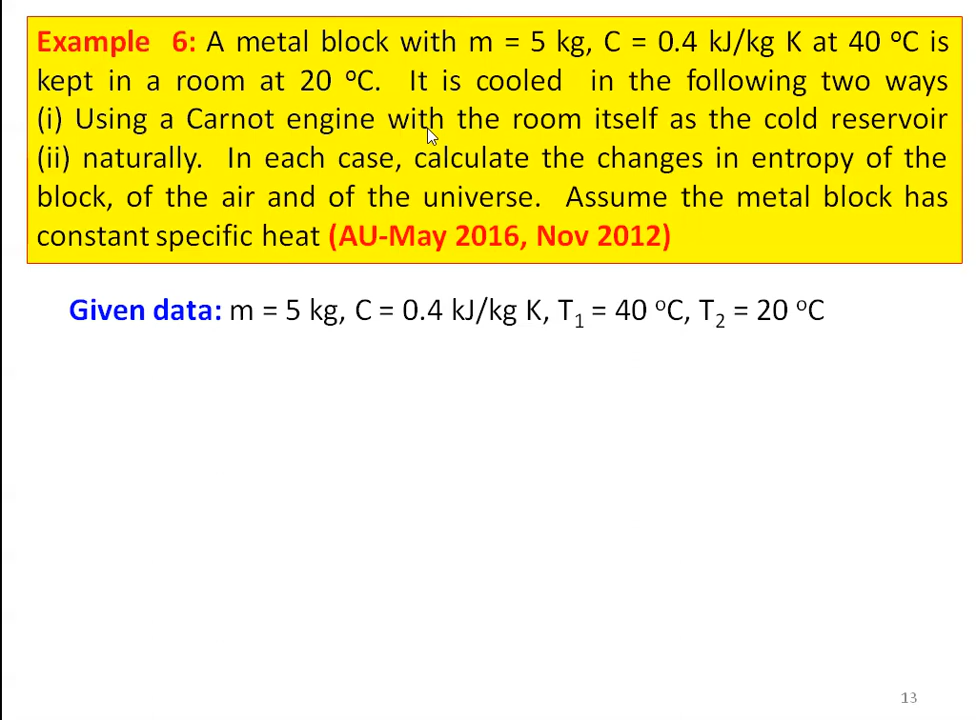 Example 6: A metal block with m = 5 kg, C = 0.4 kJ/kg K at 40 ᵒC is
kept in a room at 20 ᵒC. It is cooled in the following two ways
(i) Using a Carnot engine with the room itself as the cold reservoir
(ii) naturally. In each case, calculate the changes in entropy of the
block, of the air and of the universe. Assume the metal block has
constant specific heat (AU-May 2016, Nov 2012)
Given data: m = 5 kg, C = 0.4 kJ/kg K, T₁ = 40 ᵒC, T₂ = 20 ᵒC
13